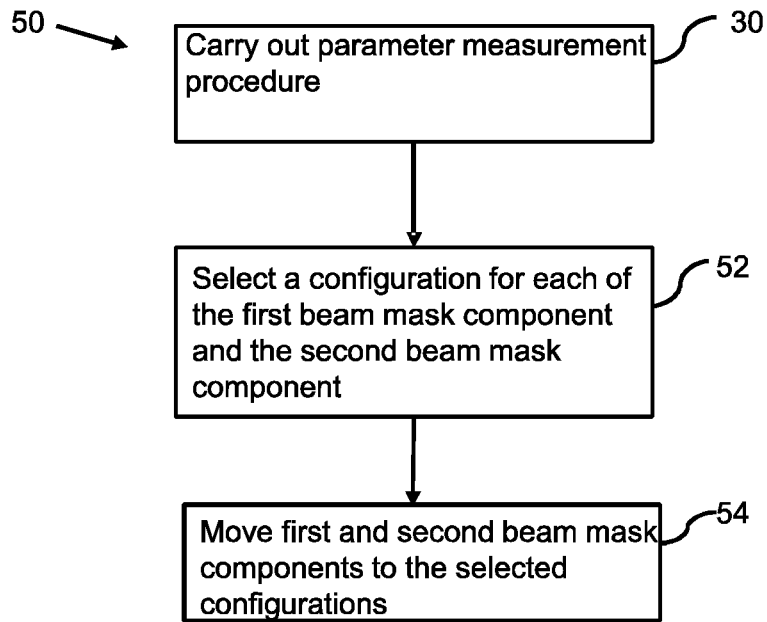 50
Carry out parameter measurement
procedure
30
Select a configuration for each of
the first beam mask component
and the second beam mask
component
52
Move first and second beam mask
components to the selected
configurations
54